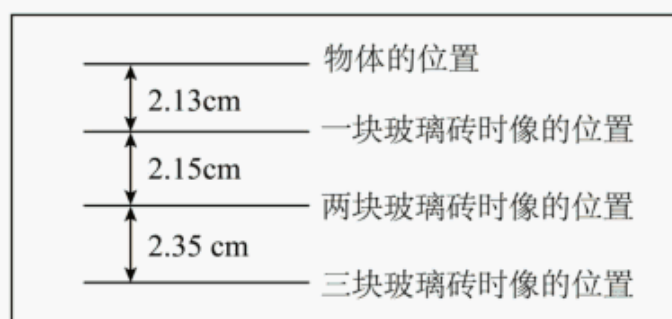 物体的位置
2.13cm
一块玻璃砖时像的位置
2.15cm
两块玻璃砖时像的位置
2.35 cm
三块玻璃砖时像的位置